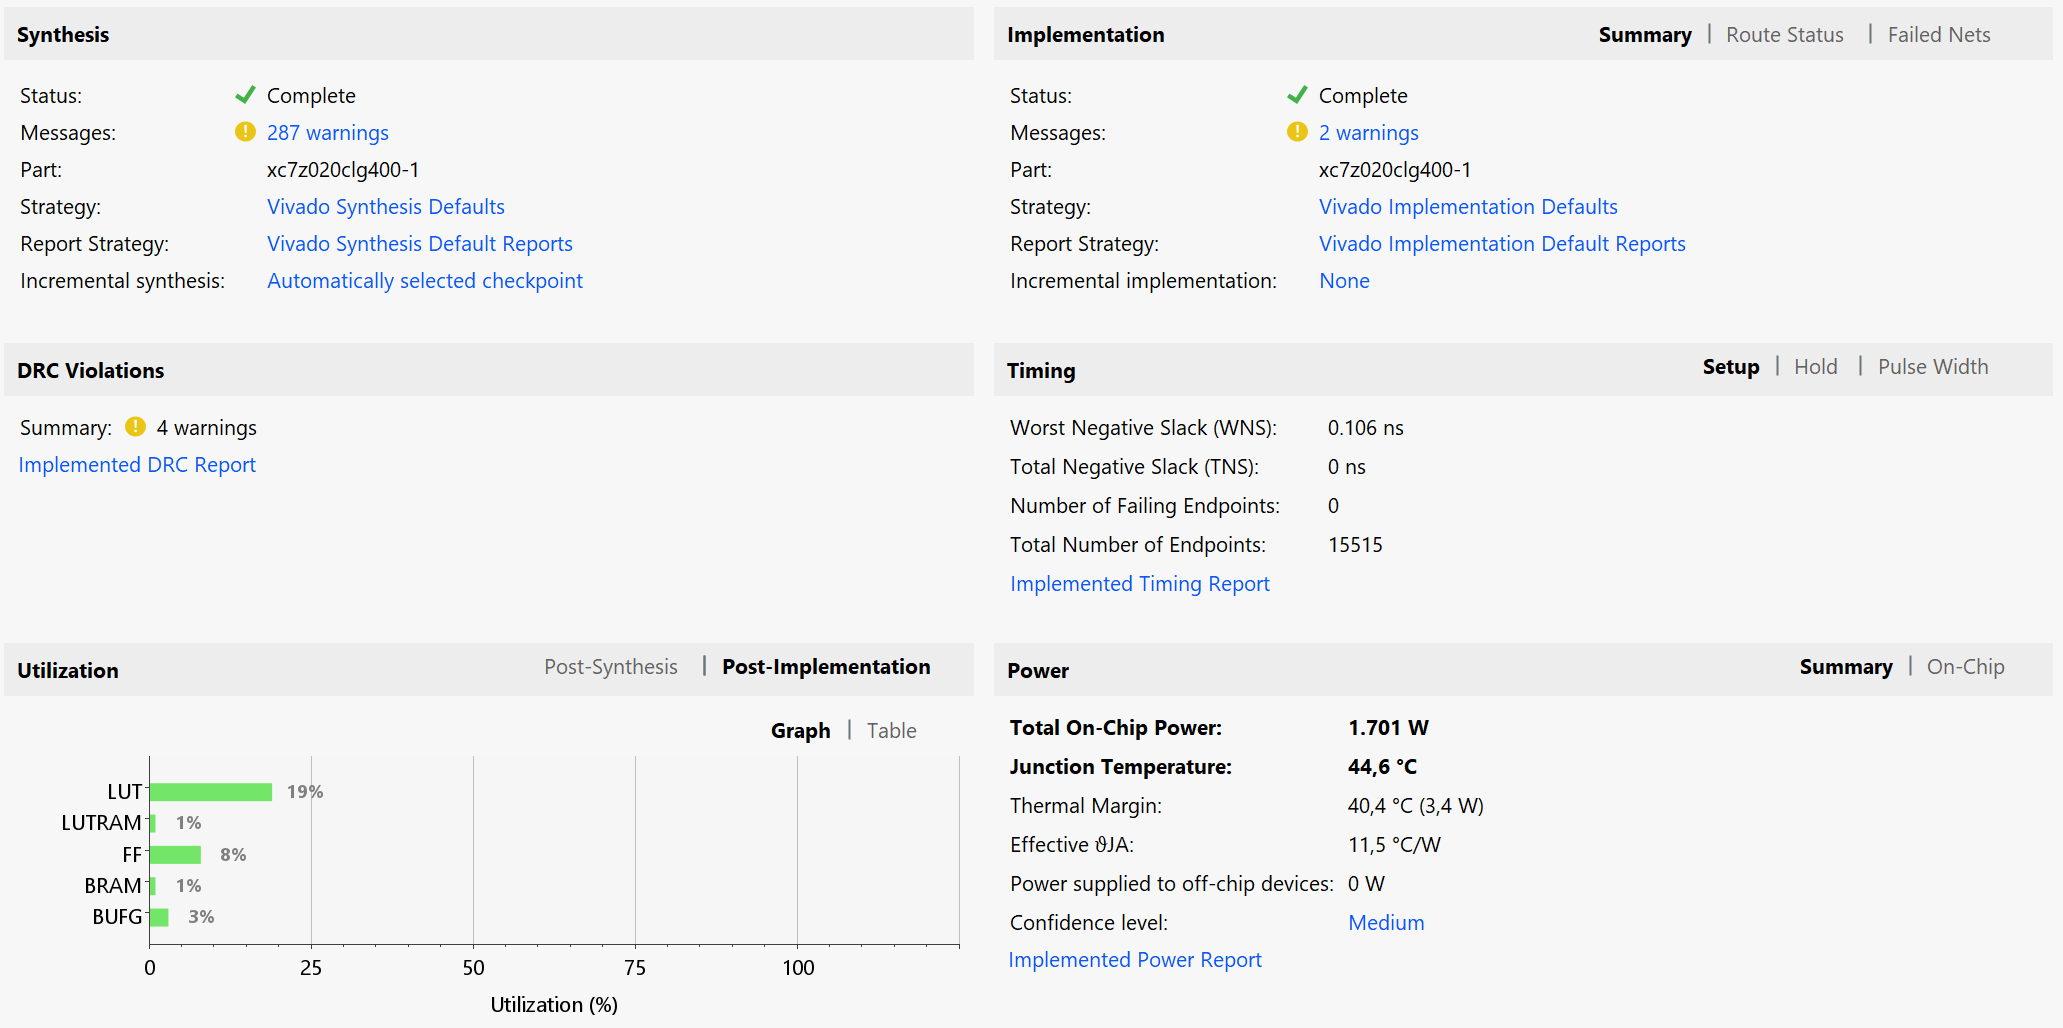 Synthesis
Status: Complete
Messages: 287 warnings
Part: xc7z020clg400-1
Strategy: Vivado Synthesis Defaults
Report Strategy: Vivado Synthesis Default Reports
Incremental synthesis: Automatically selected checkpoint
Implementation Summary | Route Status | Failed Nets
Status: Complete
Messages: 2 warnings
Part: xc7z020clg400-1
Strategy: Vivado Implementation Defaults
Report Strategy: Vivado Implementation Default Reports
Incremental implementation: None
DRC Violations
Summary: 4 warnings
Implemented DRC Report
Timing Setup | Hold | Pulse Width
Worst Negative Slack (WNS): 0.106 ns
Total Negative Slack (TNS): 0 ns
Number of Failing Endpoints: 0
Total Number of Endpoints: 15515
Implemented Timing Report
Utilization Post-Synthesis | Post-Implementation
Graph | Table
LUT 19%
LUTRAM 1%
FF 8%
BRAM 1%
BUFG 3%
0 25 50 75 100
Utilization (%)
Power Summary | On-Chip
Total On-Chip Power: 1.701 W
Junction Temperature: 44,6 °C
Thermal Margin: 40,4 °C (3,4 W)
Effective ϑJA: 11,5 °C/W
Power supplied to off-chip devices: 0 W
Confidence level: Medium
Implemented Power Report